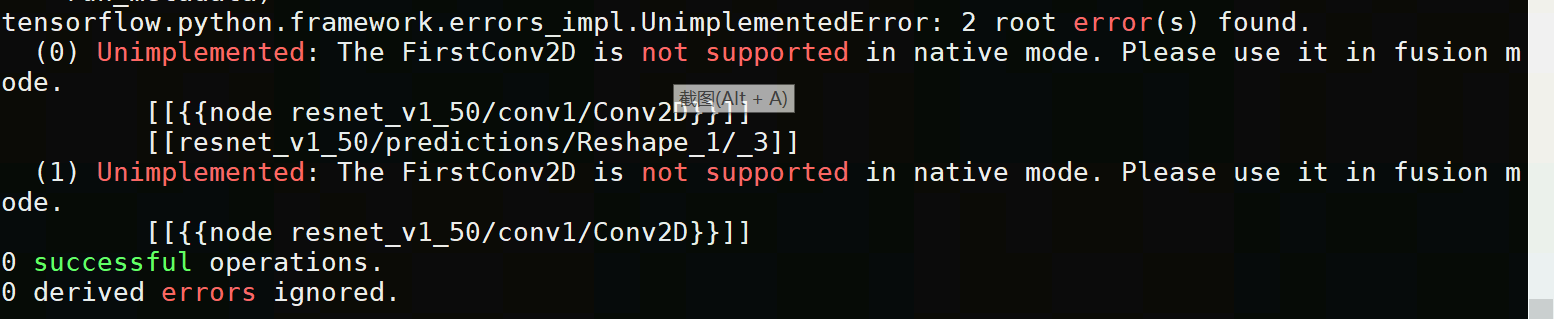 tensorflow.python.framework.errors_impl.UnimplementedError: 2 root error(s) found.
(0) Unimplemented: The FirstConv2D is not supported in native mode. Please use it in fusion m
ode.
[[{{node resnet_v1_50/conv1/Conv2D}}]]
截图(Alt + A)
[[resnet_v1_50/predictions/Reshape_1/_3]]
(1) Unimplemented: The FirstConv2D is not supported in native mode. Please use it in fusion m
ode.
[[{{node resnet_v1_50/conv1/Conv2D}}]]
0 successful operations.
0 derived errors ignored.